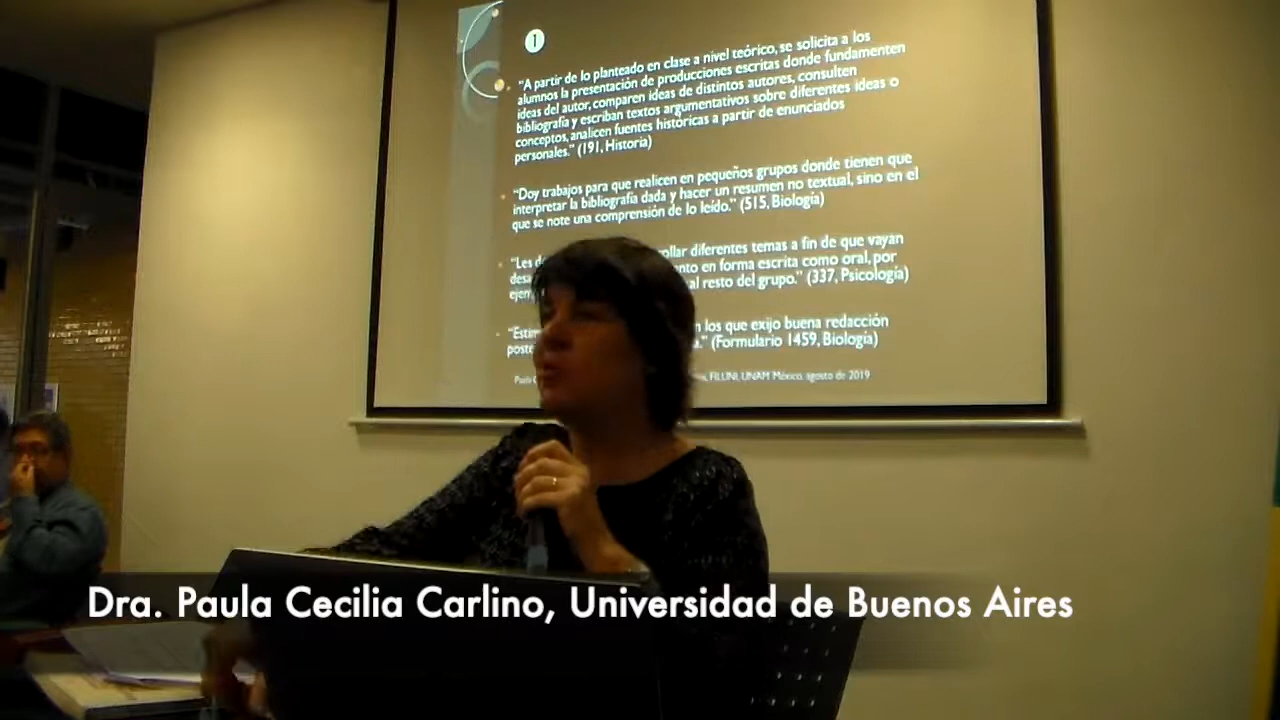 1
“A partir de lo planteado en clase a nivel teórico, se solicita a los
alumnos la presentación de producciones escritas donde fundamenten
ideas del autor, comparen ideas de distintos autores, consulten
bibliografía y escriban textos argumentativos sobre diferentes ideas o
conceptos, analicen fuentes históricas a partir de enunciados
personales.” (191, Historia)
“Doy trabajos para que realicen en pequeños grupos donde tienen que
interpretar la bibliografía dada y hacer un resumen no textual, sino en el
que se note una comprensión de lo leído.” (515, Biología)
“Les diferentes temas a fin de que vayan
en forma escrita como oral, por
al resto del grupo.” (337, Psicología)
los que exijo buena redacción
(Formulario 1459, Biología)
FILUNI, UNAM México, agosto de 2019
Dra. Paula Cecilia Carlino, Universidad de Buenos Aires